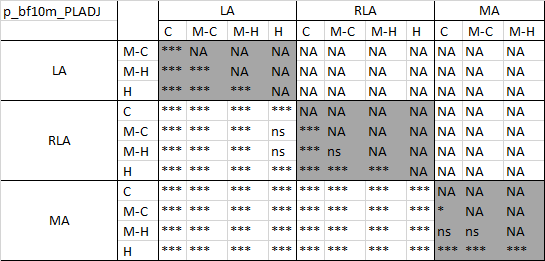 p_bf10m_PLADJ LA RLA MA
C M-C M-H H C M-C M-H H C M-C M-H
M-C *** NA NA NA NA NA NA NA NA NA NA
LA M-H *** *** NA NA NA NA NA NA NA NA NA
H *** *** *** NA NA NA NA NA NA NA NA
C *** *** *** *** NA NA NA NA NA NA NA
RLA M-C *** *** *** ns *** NA NA NA NA NA NA
M-H *** *** *** ns *** ns NA NA NA NA NA
H *** *** *** *** *** *** *** NA NA NA NA
C *** *** *** *** *** *** *** *** NA NA NA
MA M-C *** *** *** *** *** *** *** *** * NA NA
M-H *** *** *** *** *** *** *** *** ns ns NA
H *** *** *** *** *** *** *** *** *** *** ***